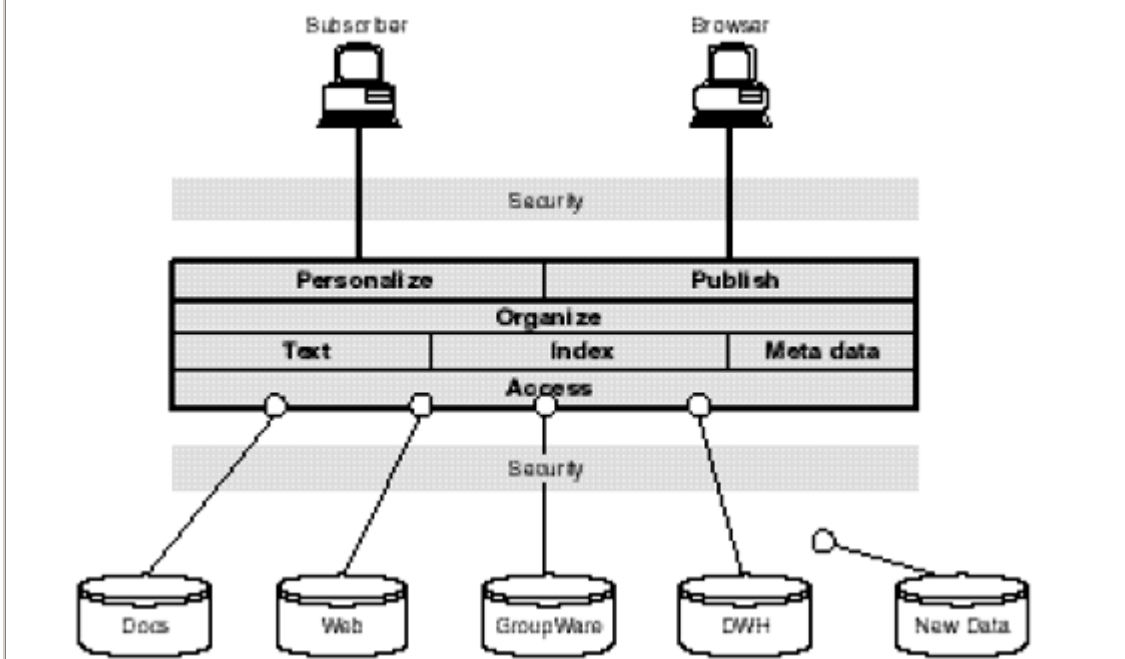 Subscriber Browser
Security
Personalize Publish
Organize
Text Index Meta data
Access
Security
Docs Web GroupWare DWH New Data